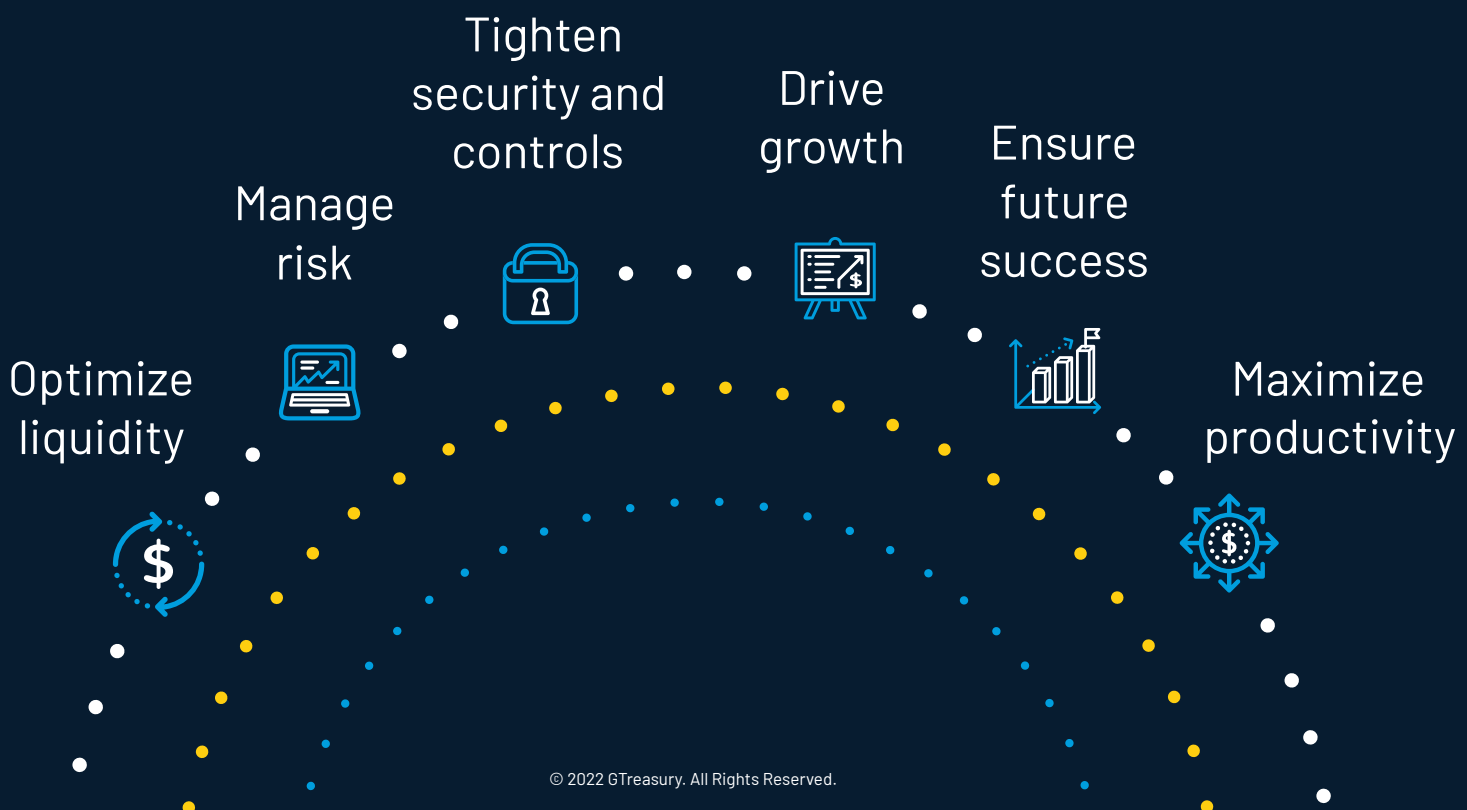 Optimize
liquidity
Manage
risk
Tighten
security and
controls
Drive
growth
Ensure
future
success
Maximize
productivity
$
$
$
© 2022 GTreasury. All Rights Reserved.